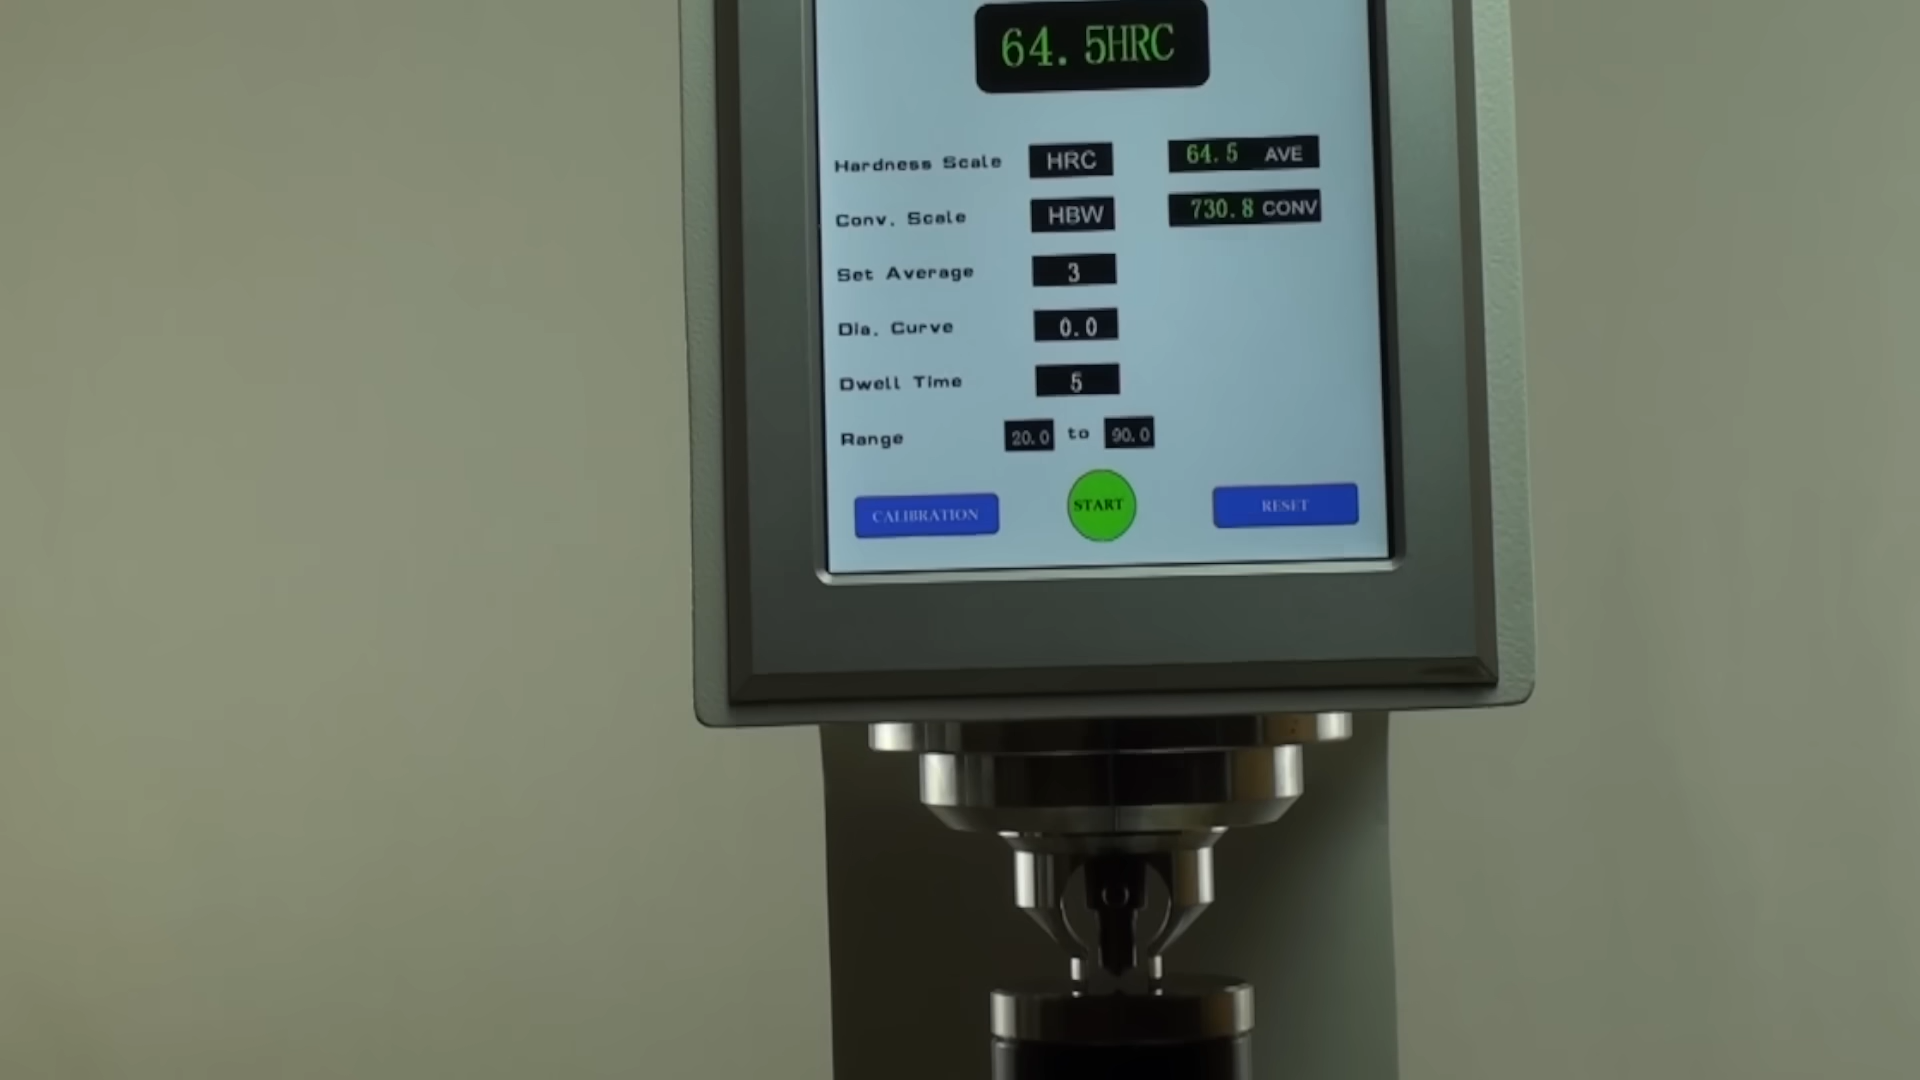 64.5HRC
Hardness Scale HRC 64.5 AVE
Conv. Scale HBW 730.8 CONV
Set Average 3
Dia. Curve 0.0
Dwell Time 5
Range 20.0 to 90.0
CALIBRATION START RESET